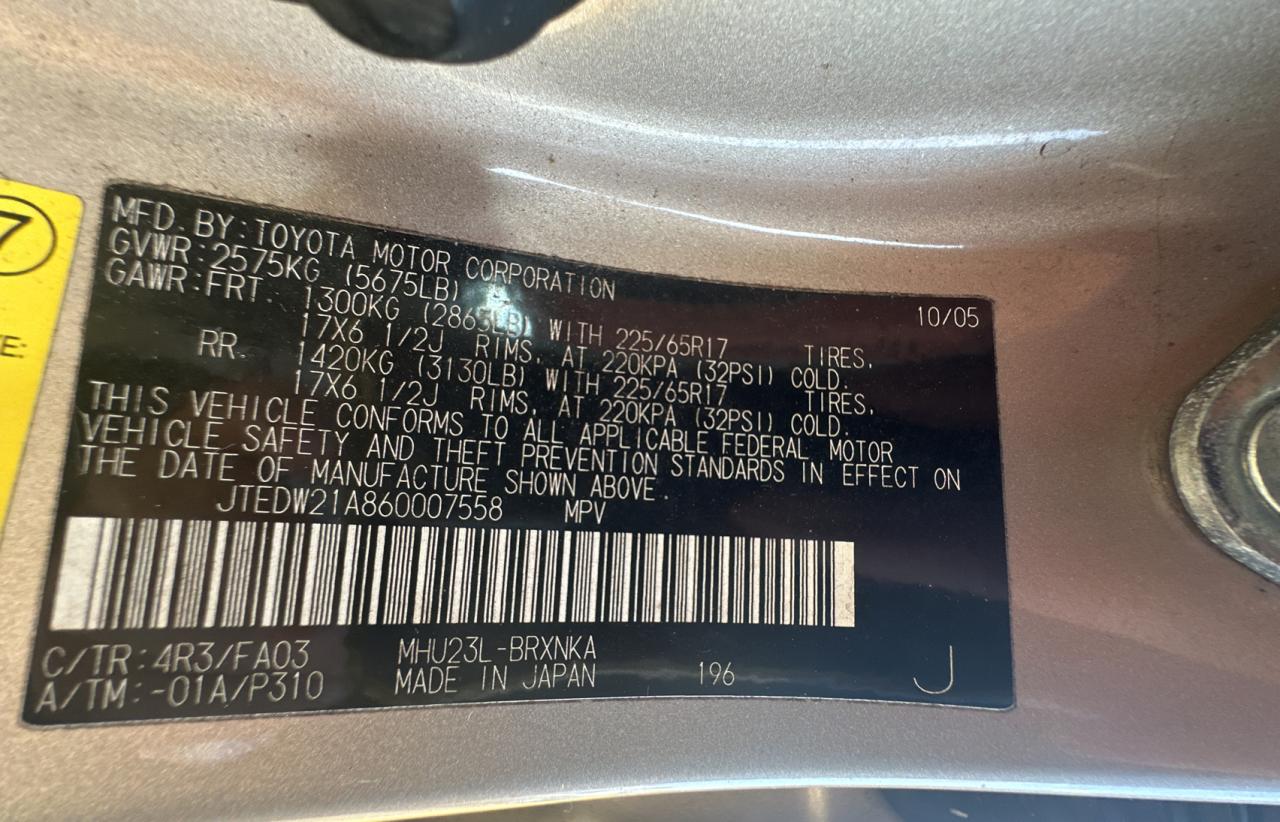 7
E:
MFD. BY:TOYOTA MOTOR CORPORATION 10/05
GVWR:2575KG (5675LB)
GAWR:FRT. 1300KG (2865LB) WITH 225/65R17 TIRES,
17X6 1/2J RIMS, AT 220KPA (32PSI) COLD.
RR. 1420KG (3130LB) WITH 225/65R17 TIRES,
17X6 1/2J RIMS, AT 220KPA (32PSI) COLD.
THIS VEHICLE CONFORMS TO ALL APPLICABLE FEDERAL MOTOR
VEHICLE SAFETY AND THEFT PREVENTION STANDARDS IN EFFECT ON
THE DATE OF MANUFACTURE SHOWN ABOVE.
JTEDW21A860007558 MPV
C/TR:4R3/FA03 MHU23L-BRXNKA
A/TM:-01A/P310 MADE IN JAPAN 196 J